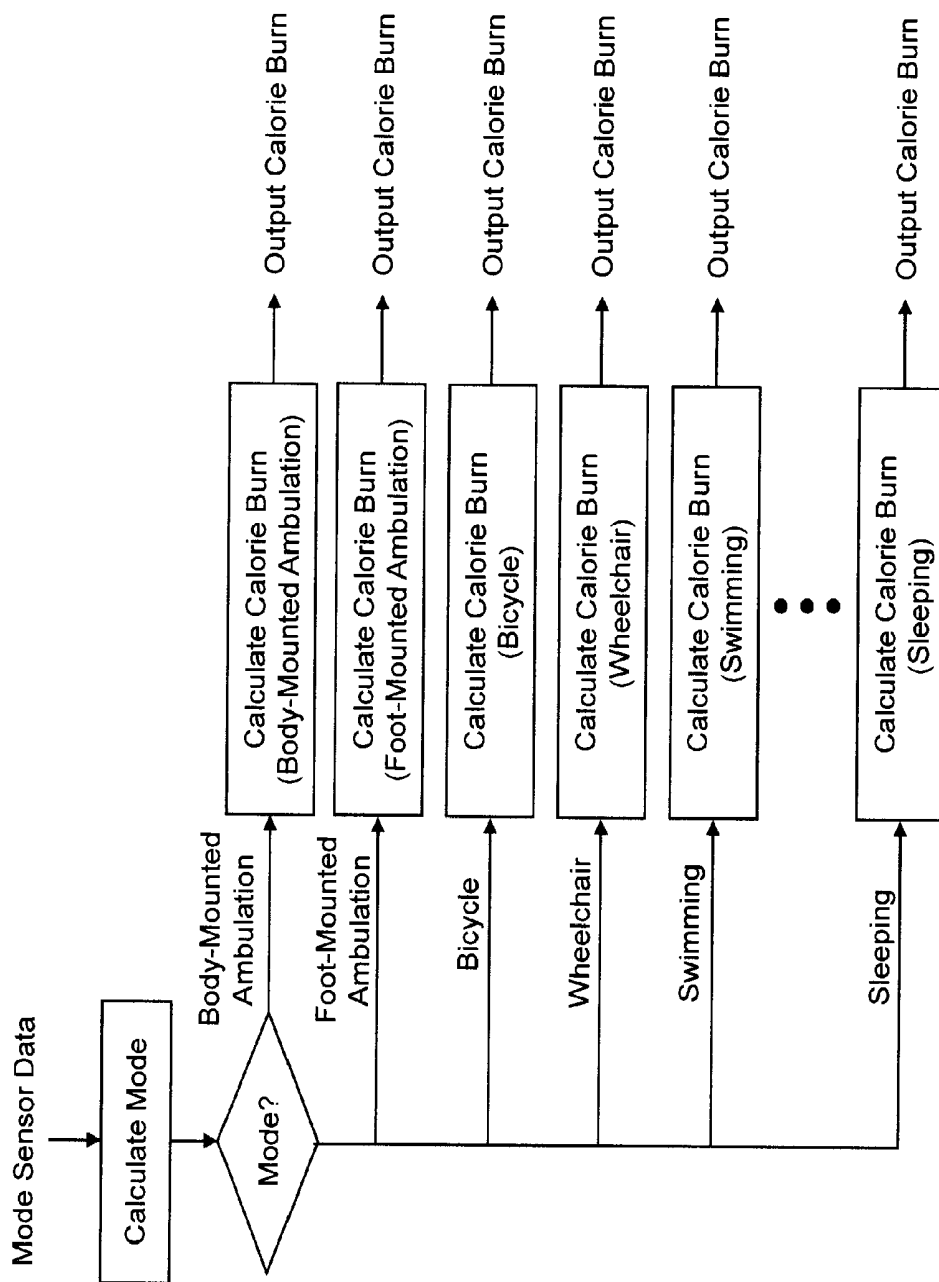 Mode Sensor Data
Calculate Mode
Mode?
Body-Mounted
Ambulation
Calculate Calorie Burn
(Body-Mounted Ambulation)
Output Calorie Burn
Foot-Mounted
Ambulation
Calculate Calorie Burn
(Foot-Mounted Ambulation)
Output Calorie Burn
Bicycle
Calculate Calorie Burn
(Bicycle)
Output Calorie Burn
Wheelchair
Calculate Calorie Burn
(Wheelchair)
Output Calorie Burn
Swimming
Calculate Calorie Burn
(Swimming)
Output Calorie Burn
Sleeping
Calculate Calorie Burn
(Sleeping)
Output Calorie Burn